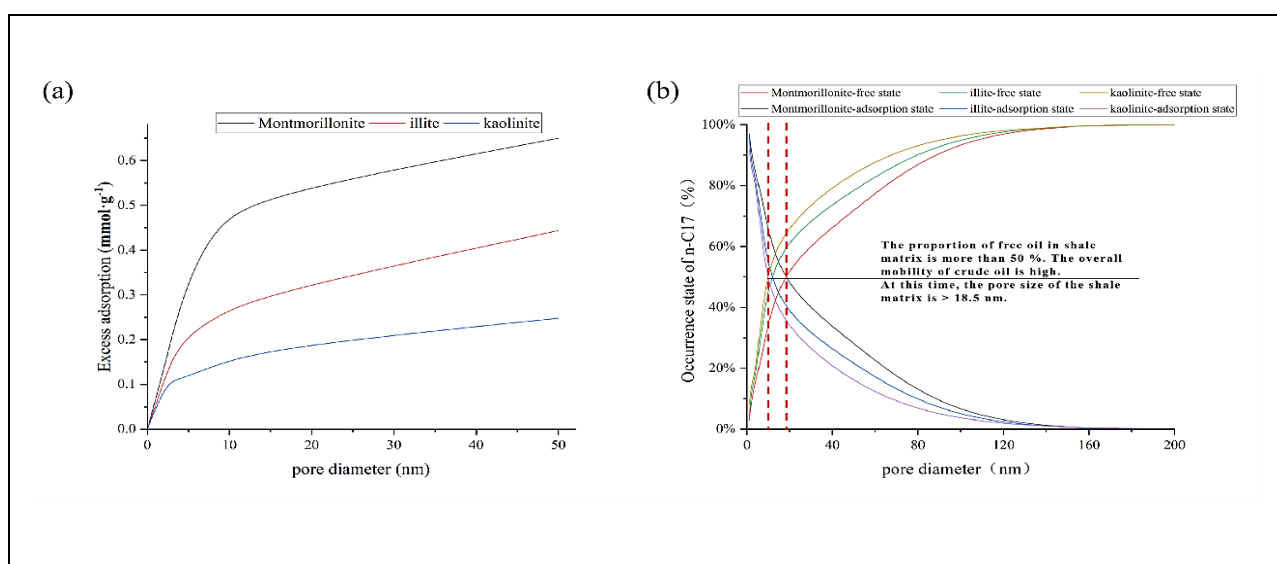 (a)
Montmorillonite illite kaolinite
Excess adsorption (mmol·g-1)
0.6
0.5
0.4
0.3
0.2
0.1
0.0
0 10 20 30 40 50
pore diameter (nm)
(b)
Montmorillonite-free state illite-free state kaolinite-free state
Montmorillonite-adsorption state illite-adsorption state kaolinite-adsorption state
Occurrence state of n-C17（%）
100%
80%
60%
40%
20%
0%
The proportion of free oil in shale
matrix is more than 50 %. The overall
mobility of crude oil is high.
At this time, the pore size of the shale
matrix is > 18.5 nm.
0 40 80 120 160 200
pore diameter（nm）